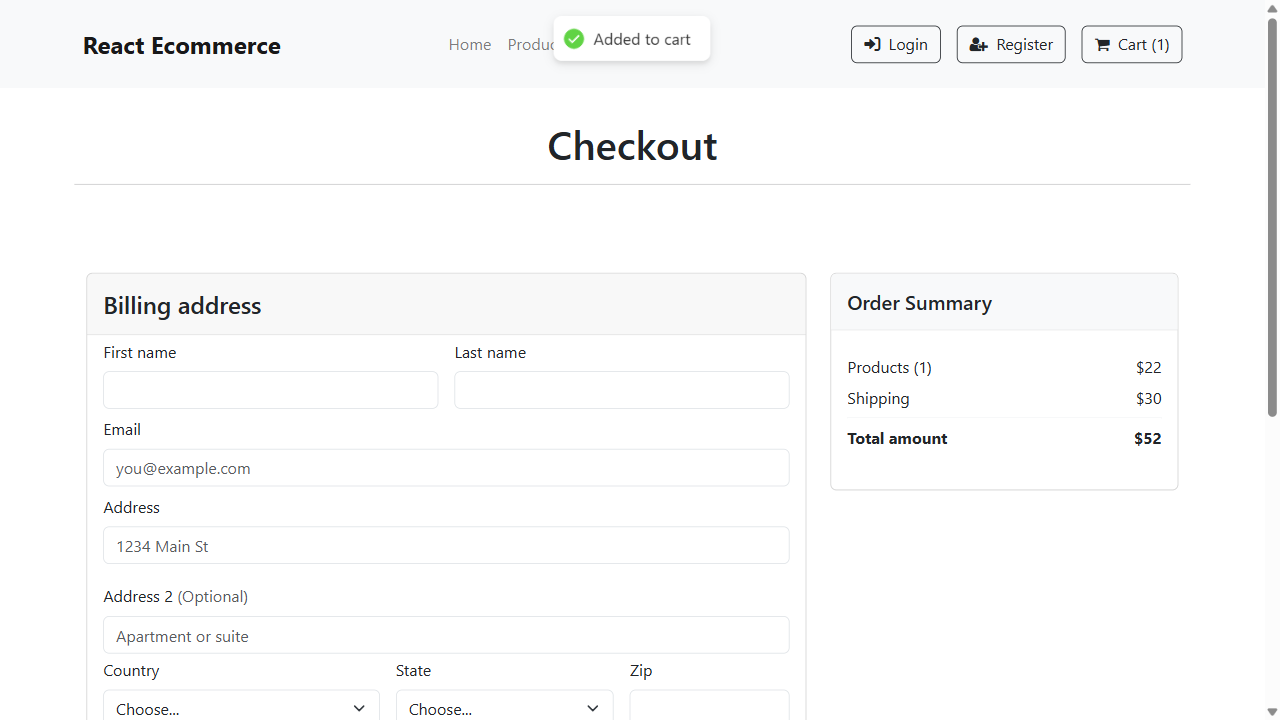 React Ecommerce
Home Produc
Added to cart
Login
Register
Cart (1)
Checkout
Billing address
First name
Last name
Email
you@example.com
Address
1234 Main St
Address 2 (Optional)
Apartment or suite
Country
State
Zip
Choose...
Choose...
Order Summary
Products (1) $22
Shipping $30
Total amount $52